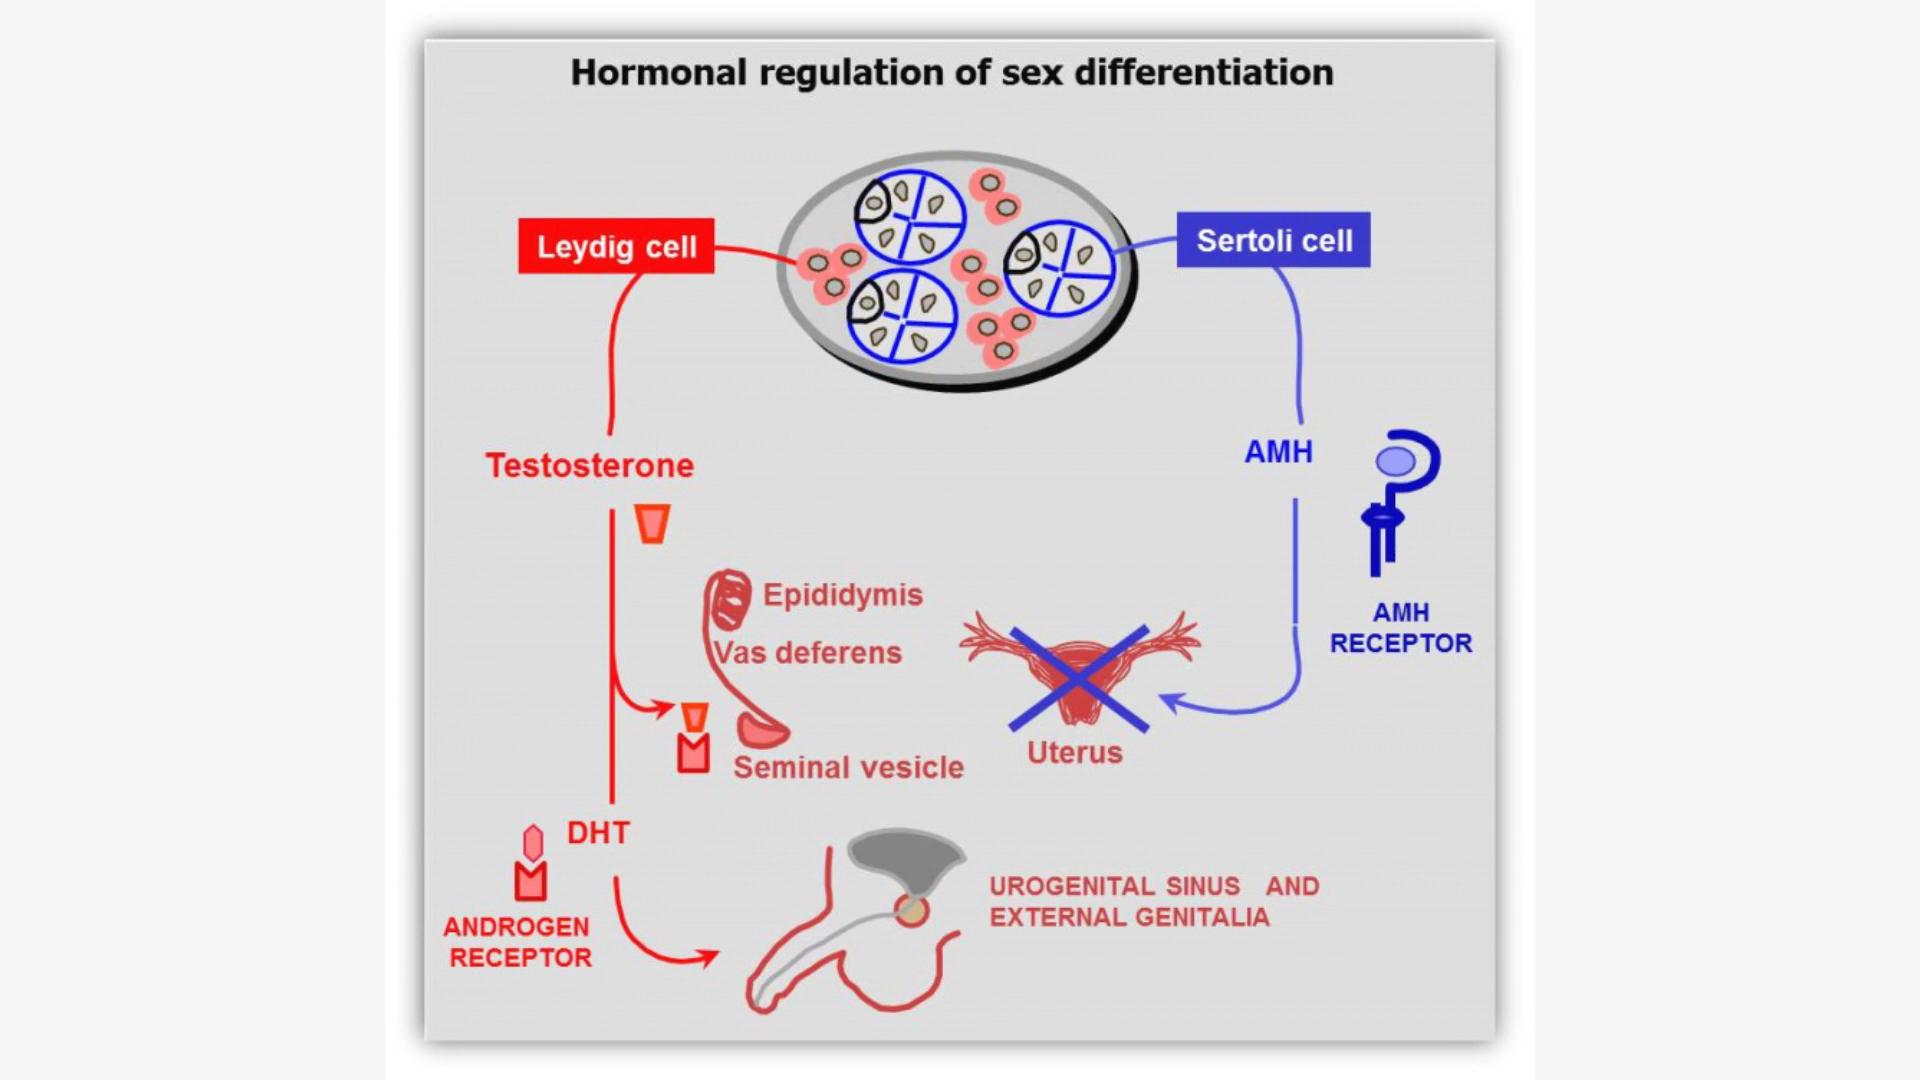 Hormonal regulation of sex differentiation
Leydig cell
Sertoli cell
Testosterone
AMH
AMH
RECEPTOR
Epididymis
Vas deferens
Seminal vesicle
Uterus
DHT
ANDROGEN
RECEPTOR
UROGENITAL SINUS AND
EXTERNAL GENITALIA